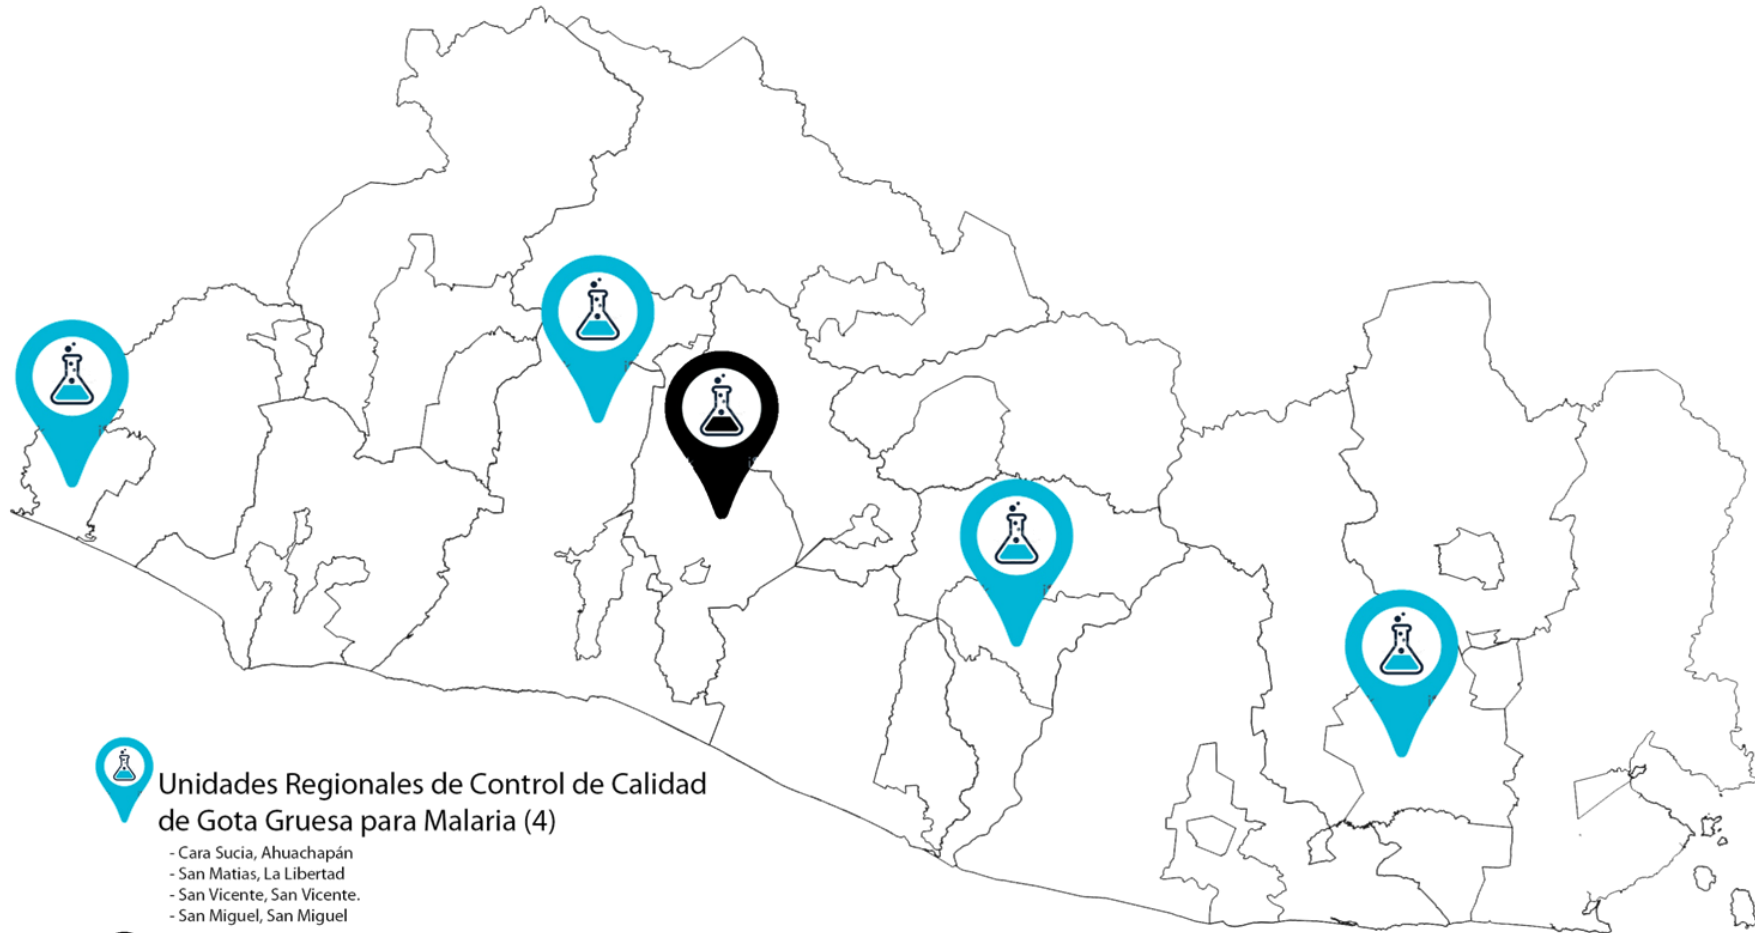 Unidades Regionales de Control de Calidad
de Gota Gruesa para Malaria (4)
- Cara Sucia, Ahuachapán
- San Matias, La Libertad
- San Vicente, San Vicente.
- San Miguel, San Miguel